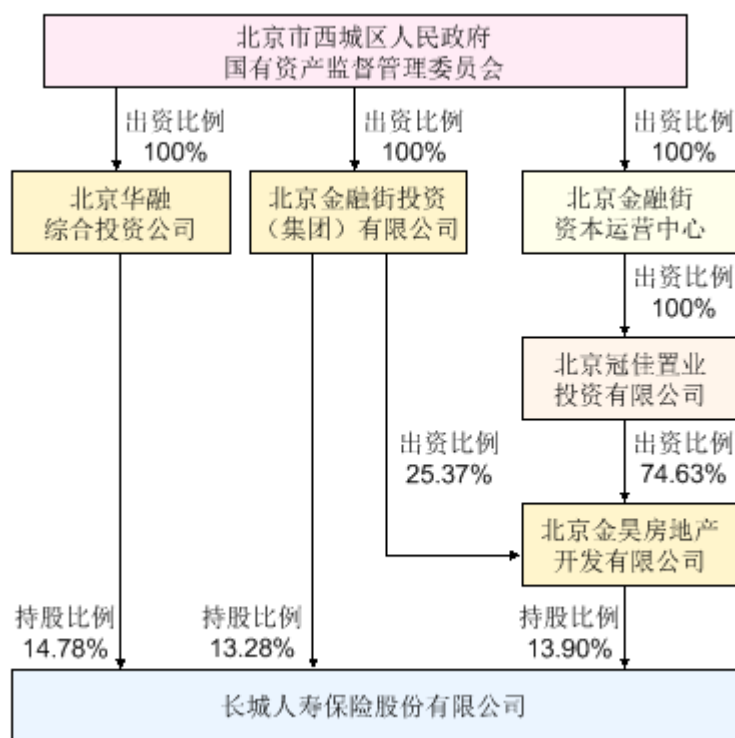 北京市西城区人民政府
国有资产监督管理委员会
出资比例
100%
出资比例
100%
出资比例
100%
北京华融
综合投资公司
北京金融街投资
（集团）有限公司
北京金融街
资本运营中心
出资比例
100%
北京冠佳置业
投资有限公司
出资比例
25.37%
出资比例
74.63%
北京金昊房地产
开发有限公司
持股比例
14.78%
持股比例
13.28%
持股比例
13.90%
长城人寿保险股份有限公司